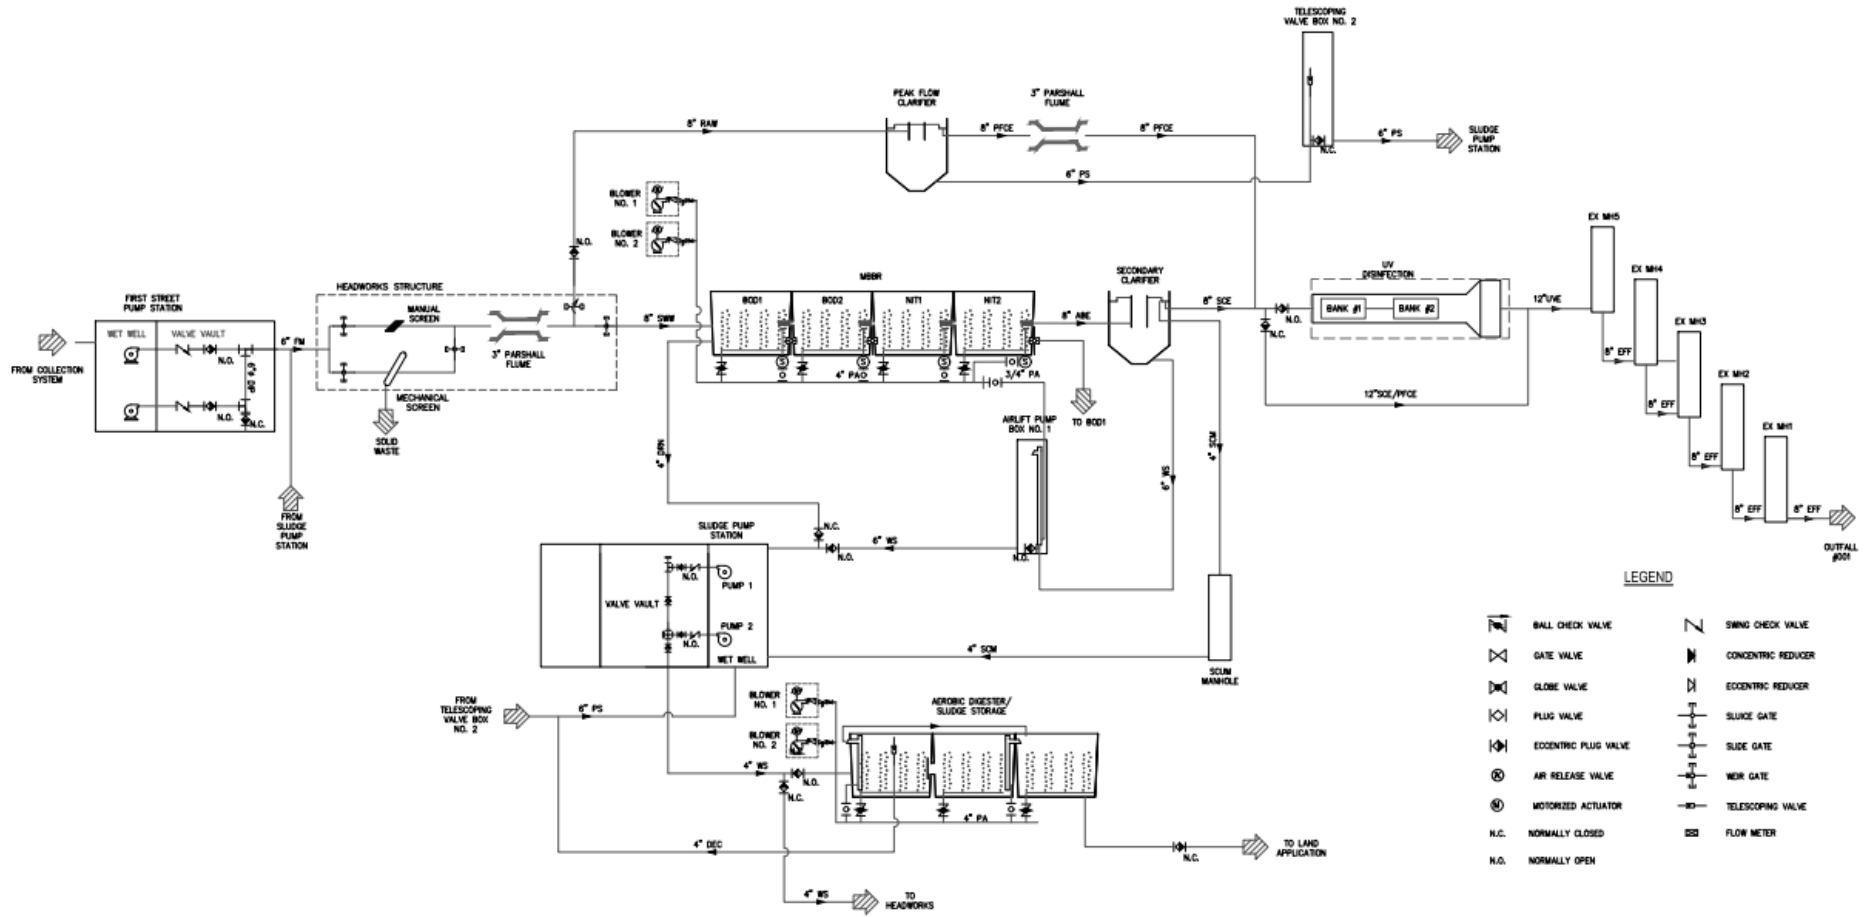 TELESCOPING
VALVE BOX NO. 2
PEAK FLOW
CLARIFIER
3" PARSHALL
FLUME
8" RAW
8" PFCE
8" PFCE
6" PS
N.C.
SLUDGE
PUMP
STATION
6" PS
BLOWER
NO. 1
BLOWER
NO. 2
N.O.
EX MH5
MBBR
SECONDARY
CLARIFIER
UV
DISINFECTION
EX MH4
FIRST STREET
PUMP STATION
HEADWORKS STRUCTURE
MANUAL
SCREEN
BOD1
BOD2
NIT1
NIT2
8" SCE
BANK #1
BANK #2
12"UVE
WET WELL
VALVE VAULT
8" SWW
8" ABE
N.O.
N.C.
EX MH3
6" FM
N.O.
3" PARSHALL
FLUME
8" EFF
FROM COLLECTION
SYSTEM
4" PA
3/4" PA
EX MH2
MECHANICAL
SCREEN
12"SCE/PFCE
8" EFF
N.O.
N.C.
AIRLIFT PUMP
BOX NO. 1
TO BOD1
EX MH1
SOLID
WASTE
4" DRN
4" SCM
6" WS
8" EFF
FROM
SLUDGE
PUMP
STATION
SLUDGE PUMP
STATION
N.C.
6" WS
N.O.
N.O.
8" EFF
8" EFF
OUTFALL
#001
N.O.
PUMP 1
VALVE VAULT
PUMP 2
N.O.
WET WELL
4" SCM
SCUM
MANHOLE
LEGEND
BALL CHECK VALVE
SWING CHECK VALVE
GATE VALVE
CONCENTRIC REDUCER
GLOBE VALVE
ECCENTRIC REDUCER
PLUG VALVE
SLUICE GATE
ECCENTRIC PLUG VALVE
SLIDE GATE
AIR RELEASE VALVE
WEIR GATE
MOTORIZED ACTUATOR
TELESCOPING VALVE
N.C. NORMALLY CLOSED
FLOW METER
N.O. NORMALLY OPEN
FROM
TELESCOPING
VALVE BOX
NO. 2
6" PS
BLOWER
NO. 1
BLOWER
NO. 2
AEROBIC DIGESTER/
SLUDGE STORAGE
4" WS
N.O.
N.C.
4" PA
4" DEC
N.C.
TO LAND
APPLICATION
4" WS
TO
HEADWORKS